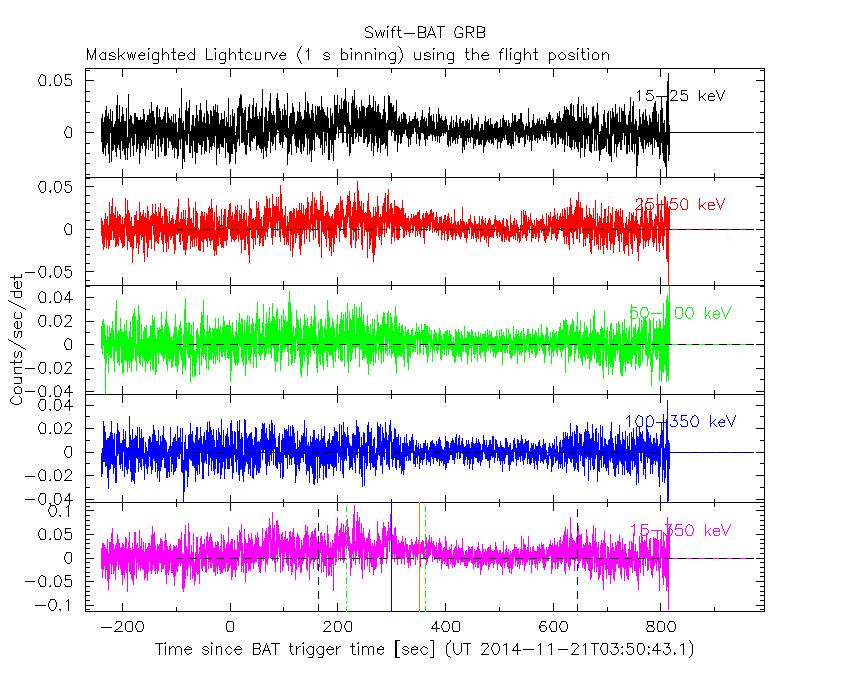 Swift-BAT GRB
Maskweighted Lightcurve (1 s binning) using the flight position
0.05
0
15-25 keV
0.05
0
-0.05
25-50 keV
0.04
0.02
0
-0.02
-0.04
50-100 keV
0.04
0.02
0
-0.02
-0.04
100-350 keV
0.1
0.05
0
-0.05
-0.1
15-350 keV
Counts/sec/det
-200 0 200 400 600 800
Time since BAT trigger time [sec] (UT 2014-11-21T03:50:43.1)